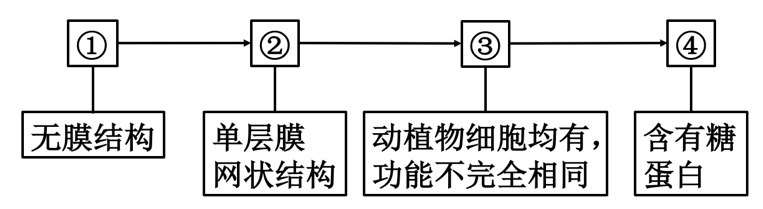 ① ② ③ ④
无膜结构
单层膜
网状结构
动植物细胞均有，
功能不完全相同
含有糖
蛋白